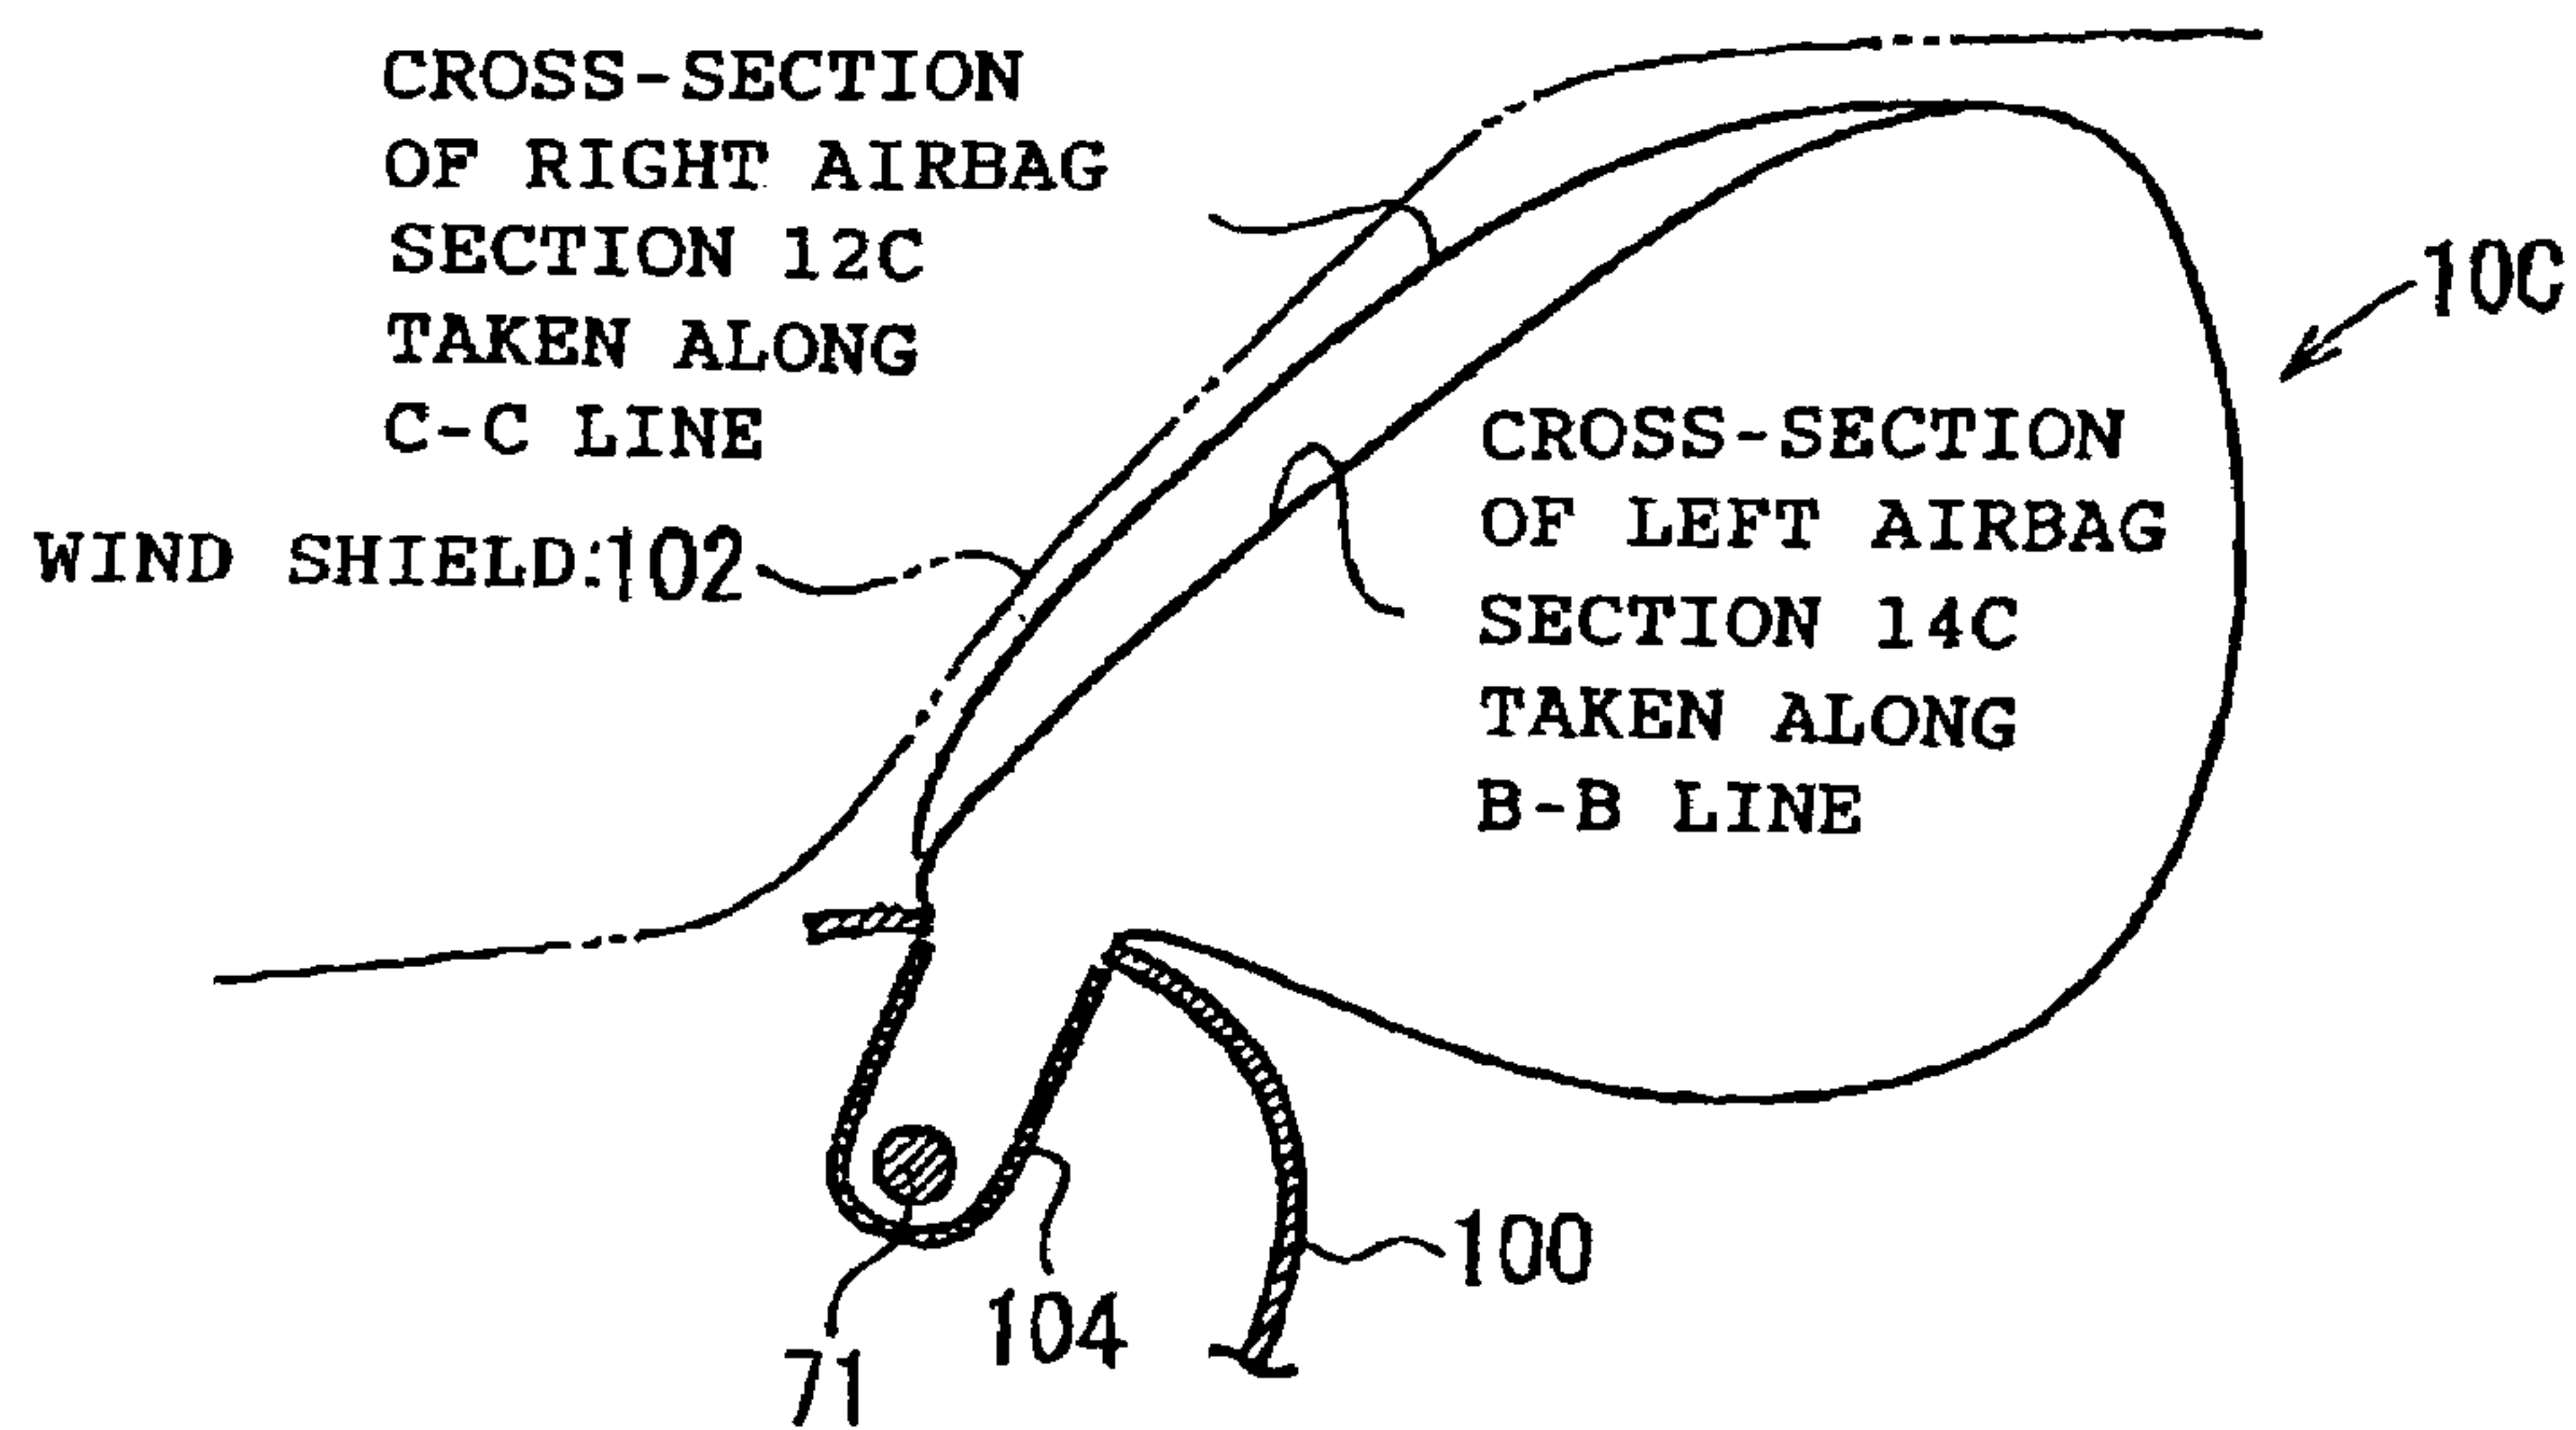 CROSS-SECTION
OF RIGHT AIRBAG
SECTION 12C
TAKEN ALONG
C-C LINE
WIND SHIELD:102
10C
CROSS-SECTION
OF LEFT AIRBAG
SECTION 14C
TAKEN ALONG
B-B LINE
100
104
71